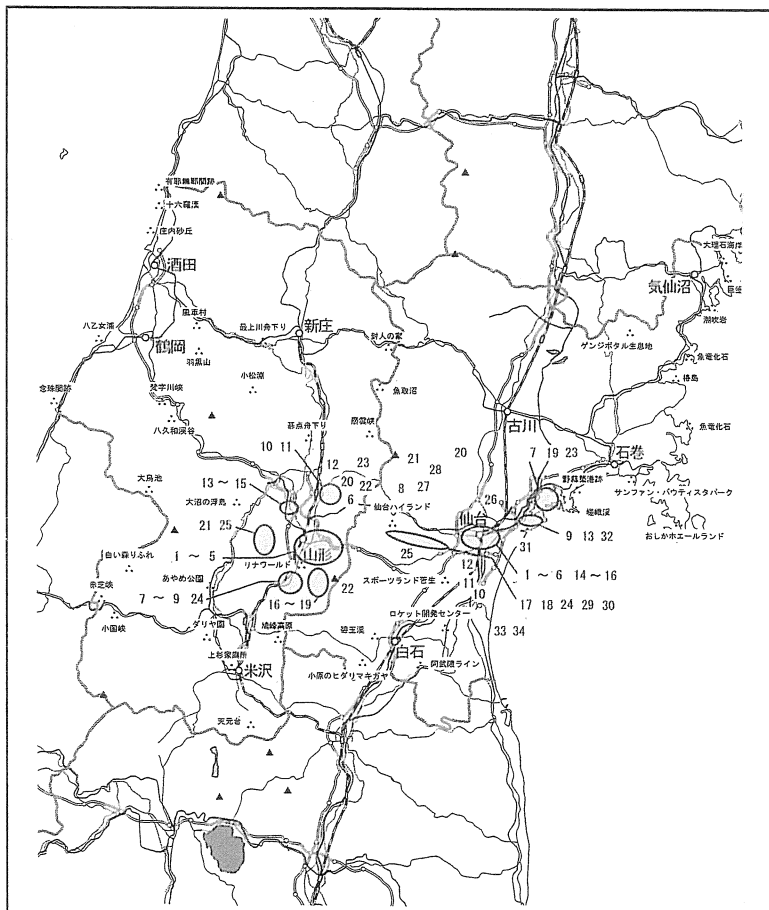 有耶無耶関跡
十六羅漢
庄内砂丘
酒田
大理石海岸
気仙沼
潮吹岩
風車村
最上川舟下り
新庄
封人の家
八乙女浦
鶴岡
羽黒山
ゲンジボタル生息地
魚竜化石
椿島
小松渕
魚取沼
念珠関跡
梵字川峡
八久和渓谷
碁点舟下り
古川
魚竜化石
石巻
10 11
12
23
21
20
7 19 23
28
野蒜築港跡
13 ~ 15
20
22
8 27
サンファン・バウティスタパーク
大鳥池
大沼の浮島
6
仙台ハイランド
26
仙台
嵯峨渓
おしかホエールランド
21 25
9 13 32
7
31
25
白い森りふれ
1 ~ 5
リナワールド
山形
12
スポーツランド菅生
1 ~ 6 14 ~ 16
赤芝峡
あやめ公園
7 ~ 9 24
11
22
16 ~ 19
10
17 18 24 29 30
小国峡
ダリヤ園
ロケット開発センター
33 34
碧玉渓
白石
上杉家廟所
米沢
小原のヒダリマキガヤ
阿武隈ライン
天元台